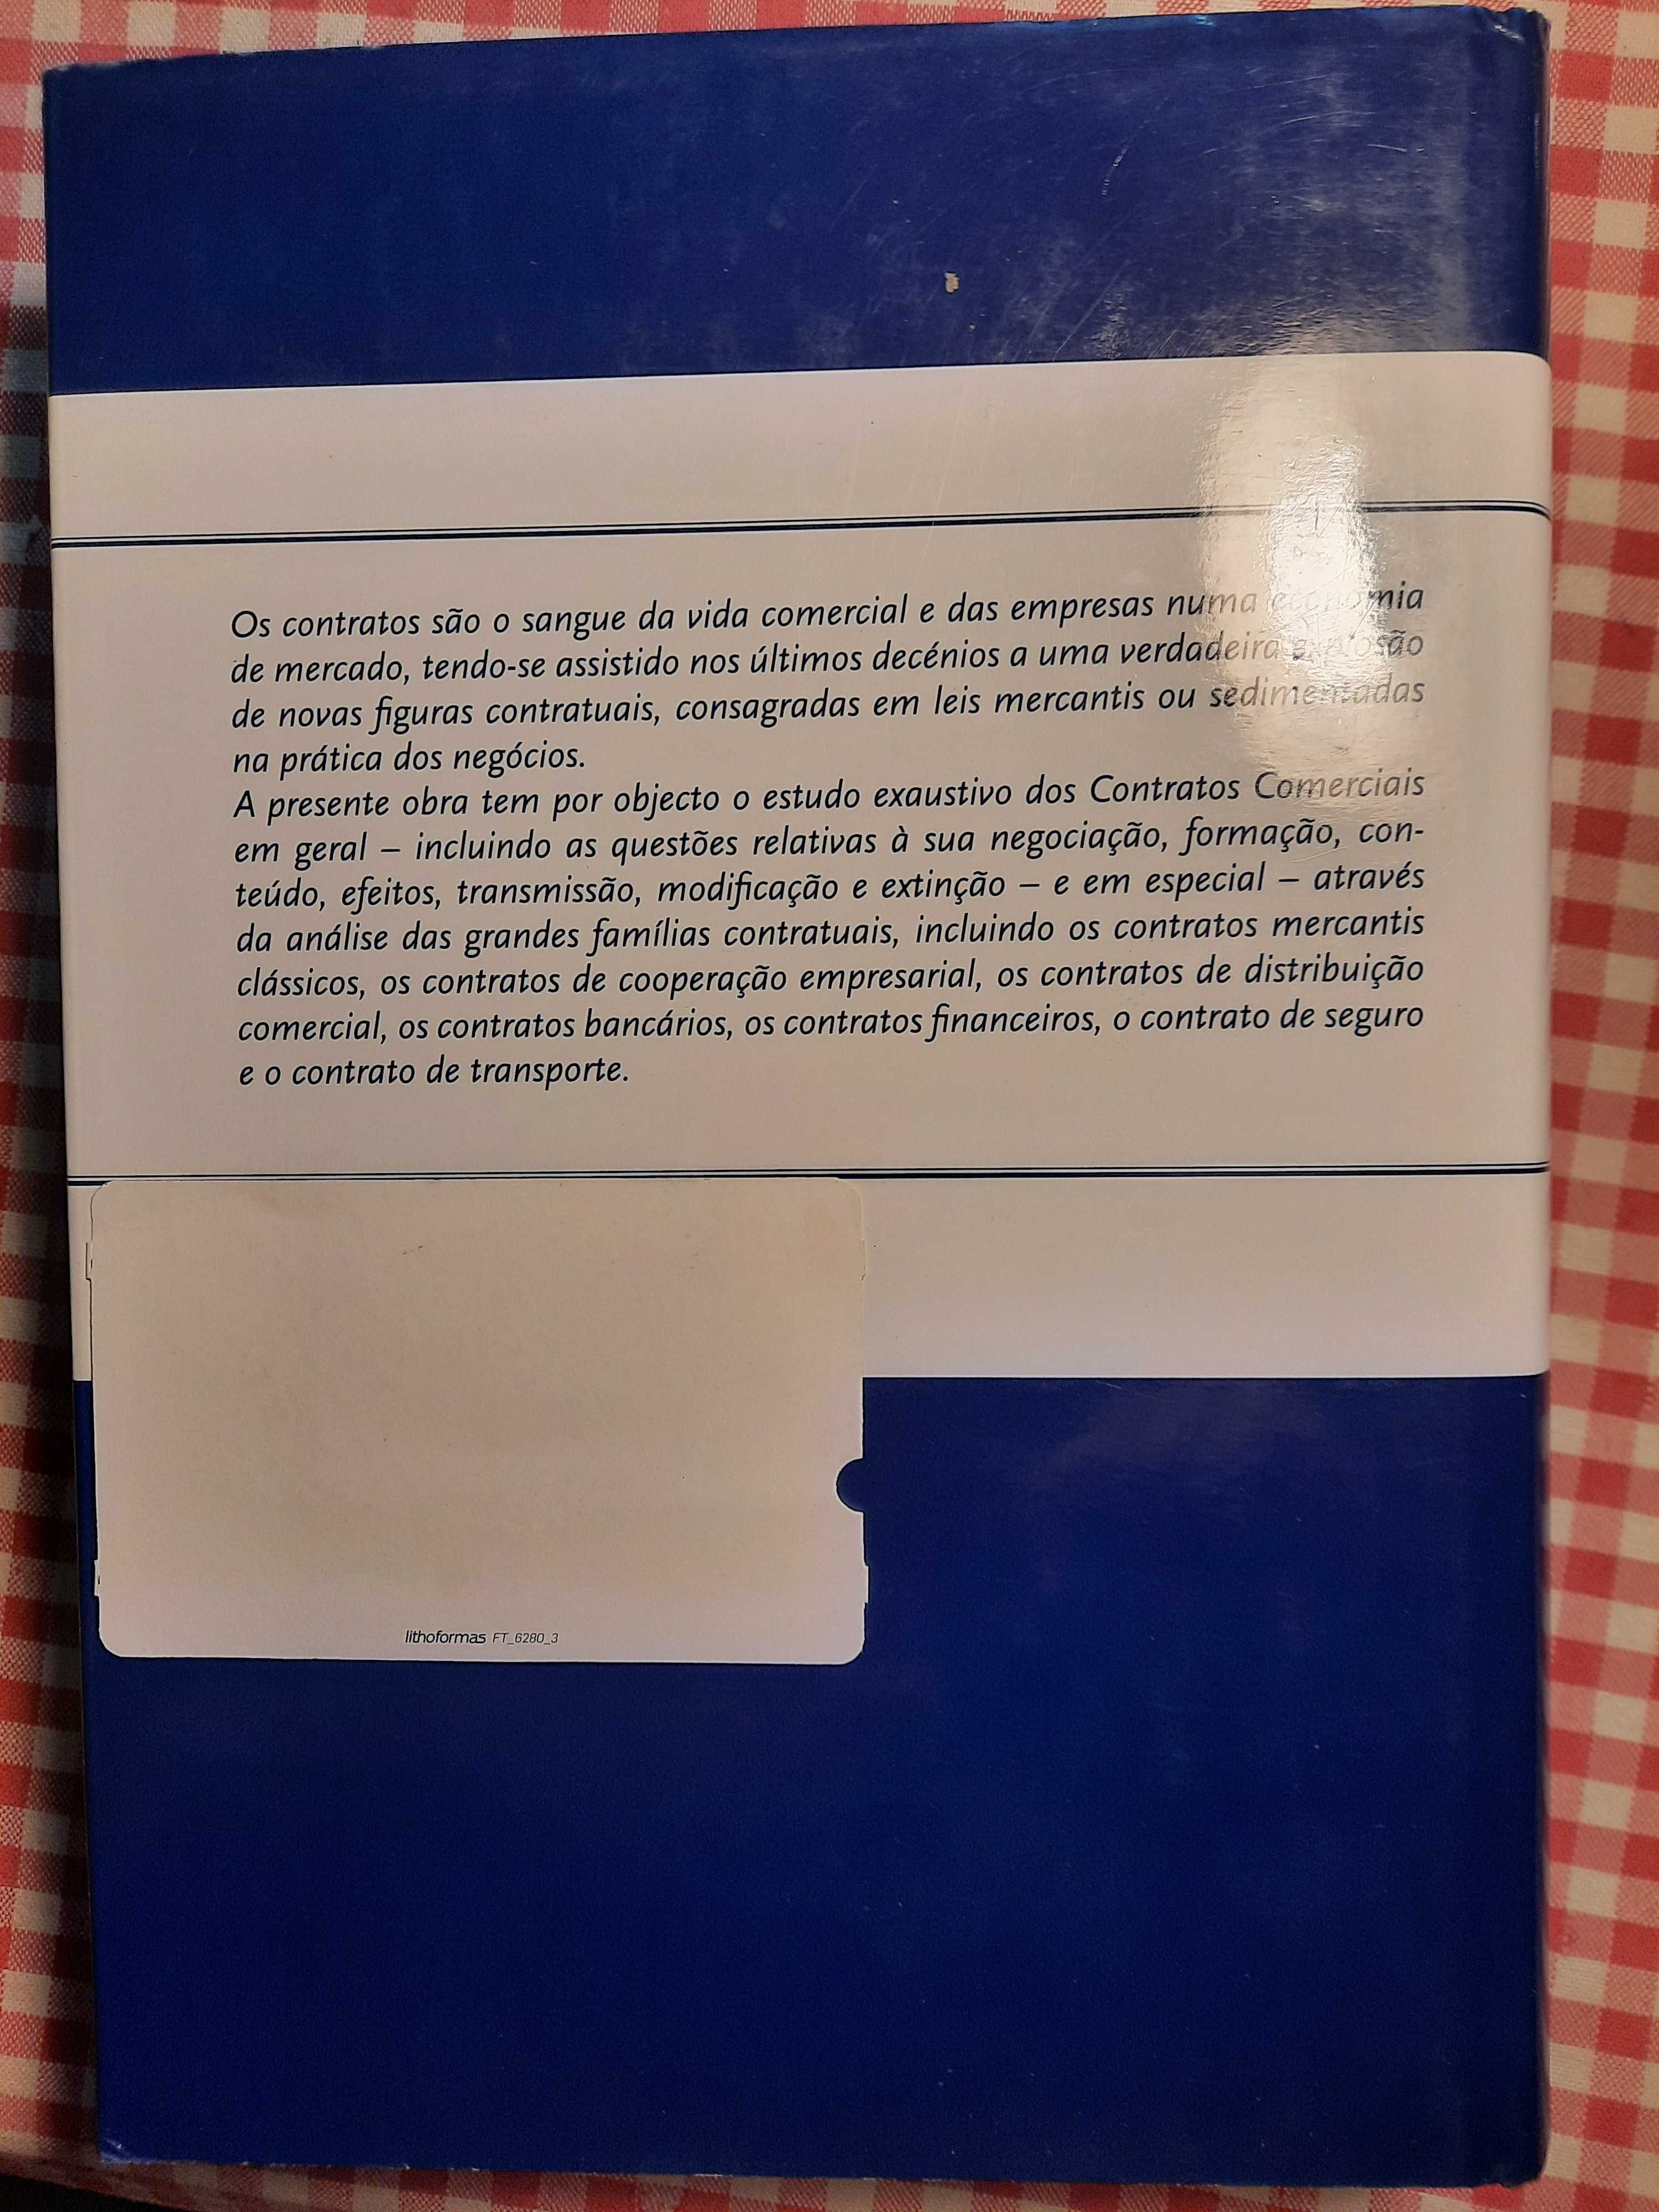 Os contratos são o sangue da vida comercial e das empresas numa economia
de mercado, tendo-se assistido nos últimos decénios a uma verdadeira explosão
de novas figuras contratuais, consagradas em leis mercantis ou sedimentadas
na prática dos negócios.
A presente obra tem por objecto o estudo exaustivo dos Contratos Comerciais
em geral – incluindo as questões relativas à sua negociação, formação, con-
teúdo, efeitos, transmissão, modificação e extinção – e em especial – através
da análise das grandes famílias contratuais, incluindo os contratos mercantis
clássicos, os contratos de cooperação empresarial, os contratos de distribuição
comercial, os contratos bancários, os contratos financeiros, o contrato de seguro
e o contrato de transporte.
lithoformas FT_6280_3